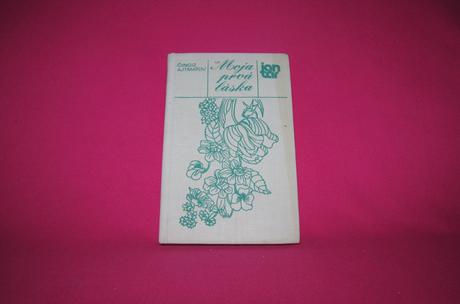 ČINGIZ
AJTMATOV
Moja
prvá
láska
jan
tár